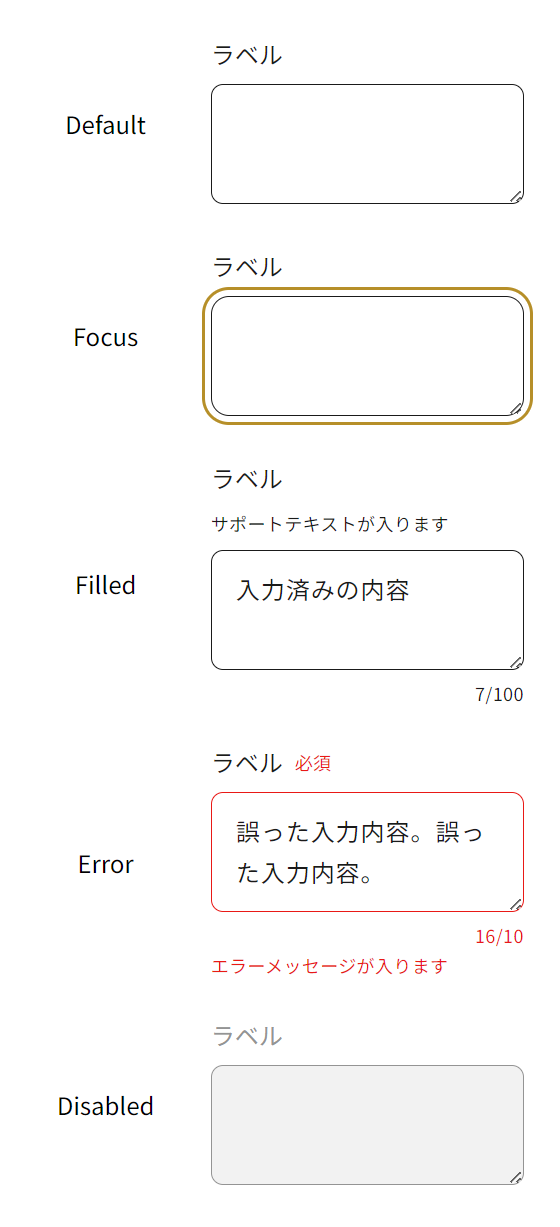 ラベル
Default
ラベル
Focus
ラベル
サポートテキストが入ります
Filled
入力済みの内容
7/100
ラベル 必須
誤った入力内容。誤っ
た入力内容。
Error
16/10
エラーメッセージが入ります
ラベル
Disabled